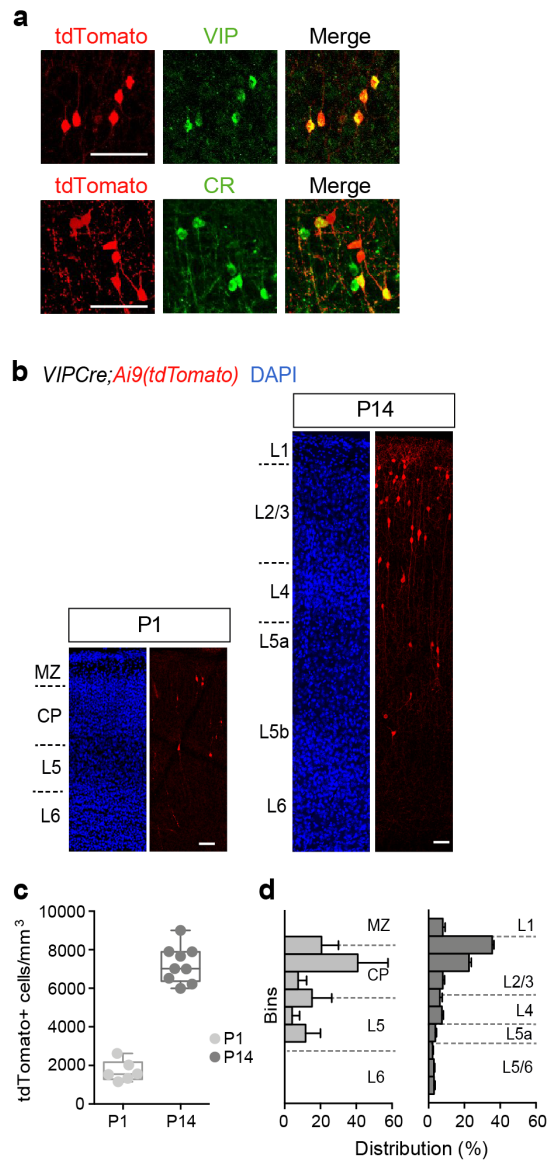 a
tdTomato VIP Merge
tdTomato CR Merge
b VIPCre;Ai9(tdTomato) DAPI
P14
L1
L2/3
L4
L5a
L5b
L6
P1
MZ
CP
L5
L6
c
tdTomato+ cells/mm3
10000
8000
6000
4000
2000
0
P1 P14
P1
P14
d
Bins
MZ
CP
L5
L6
0 20 40 60
L1
L2/3
L4
L5a
L5/6
0 20 40 60
Distribution (%)